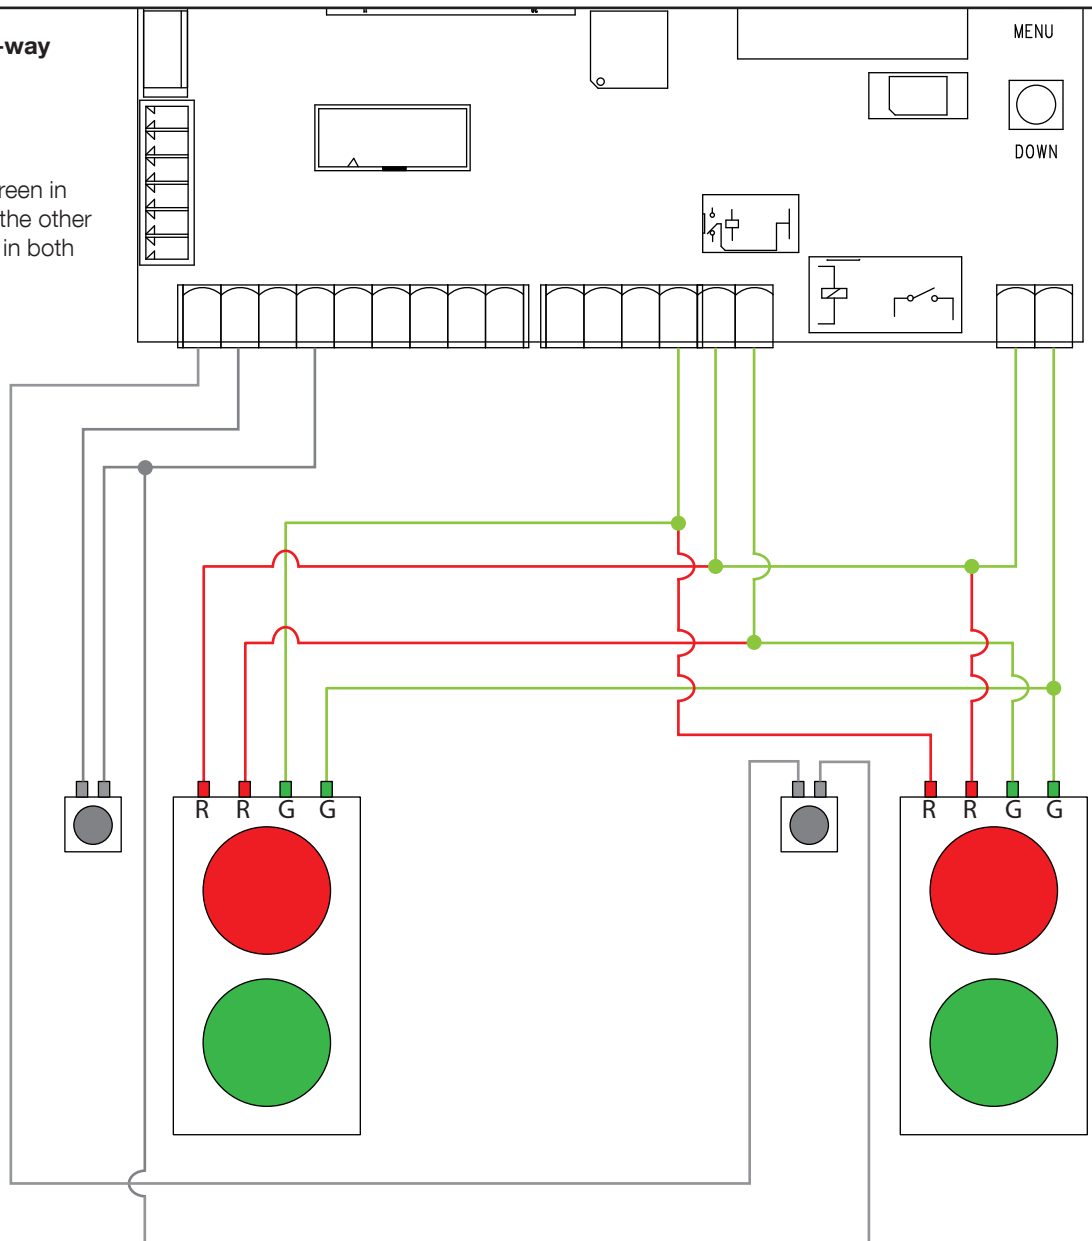 -way
MENU
DOWN
reen in
the other
in both
R R G G
R R G G